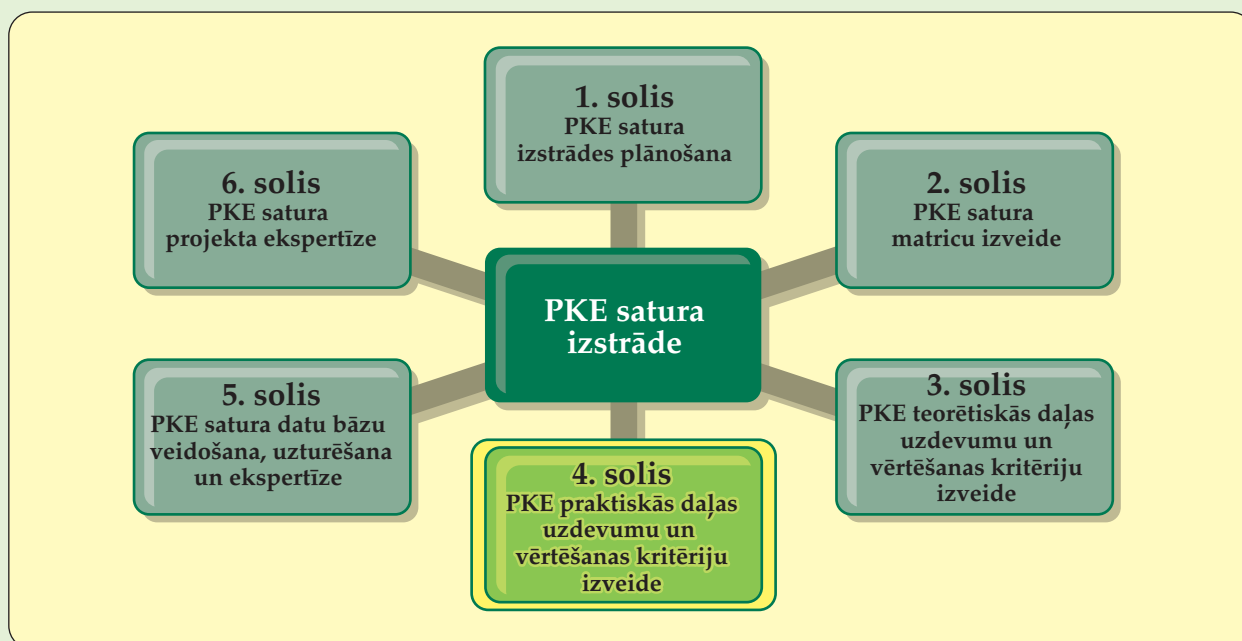 1. solis
PKE satura
izstrādes plānošana
2. solis
PKE satura
matricu izveide
3. solis
PKE teorētiskās daļas
uzdevumu un
vērtēšanas kritēriju
izveide
4. solis
PKE praktiskās daļas
uzdevumu un
vērtēšanas kritēriju
izveide
5. solis
PKE satura datu bāzu
veidošana, uzturēšana
un ekspertīze
6. solis
PKE satura
projekta ekspertīze
PKE satura
izstrāde